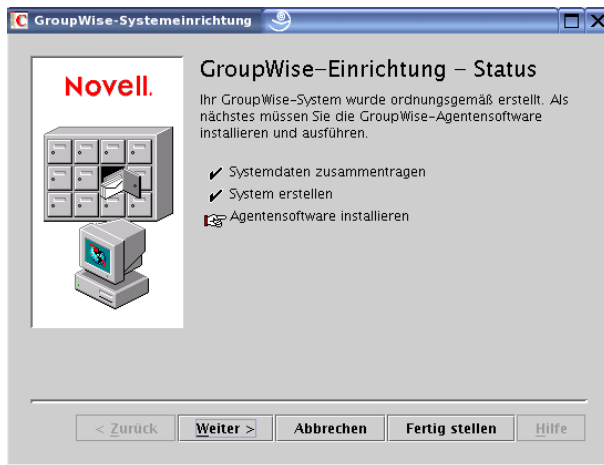 GroupWise-Systemeinrichtung
Novell.
GroupWise-Einrichtung - Status
Ihr GroupWise-System wurde ordnungsgemäß erstellt. Als
nächstes müssen Sie die GroupWise-Agentensoftware
installieren und ausführen.
Systemdaten zusammentragen
System erstellen
Agentensoftware installieren
< Zurück
Weiter >
Abbrechen
Fertig stellen
Hilfe